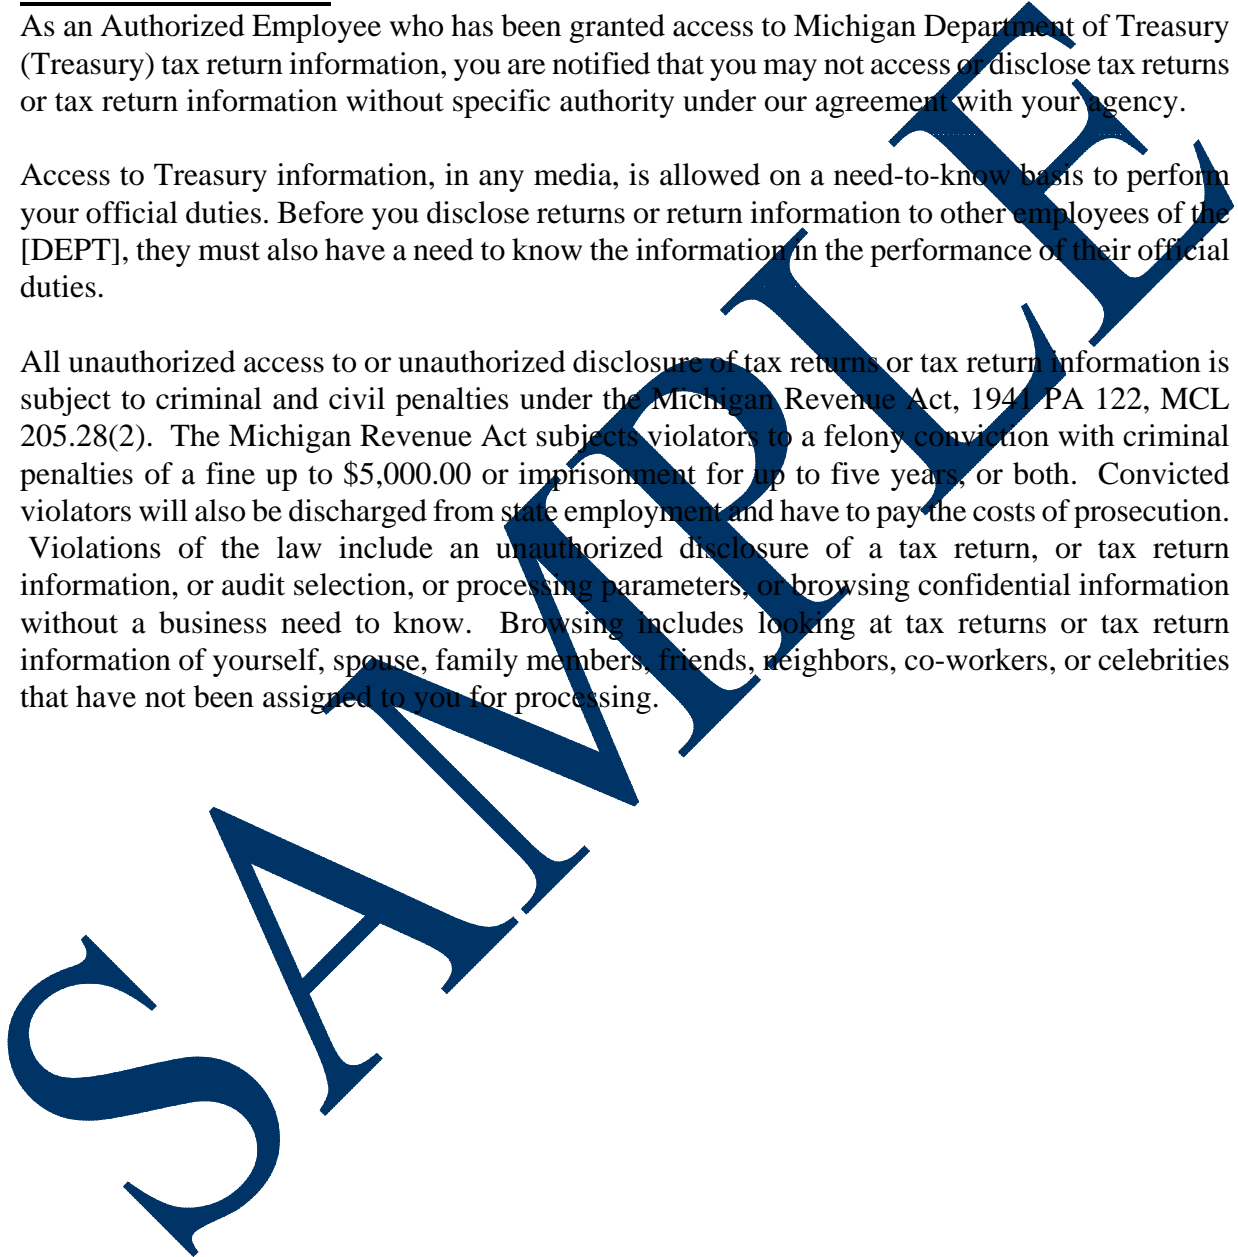 As an Authorized Employee who has been granted access to Michigan Department of Treasury
(Treasury) tax return information, you are notified that you may not access or disclose tax returns
or tax return information without specific authority under our agreement with your agency.
Access to Treasury information, in any media, is allowed on a need-to-know basis to perform
your official duties. Before you disclose returns or return information to other employees of the
[DEPT], they must also have a need to know the information in the performance of their official
duties.
All unauthorized access to or unauthorized disclosure of tax returns or tax return information is
subject to criminal and civil penalties under the Michigan Revenue Act, 1941 PA 122, MCL
205.28(2).  The Michigan Revenue Act subjects violators to a felony conviction with criminal
penalties of a fine up to $5,000.00 or imprisonment for up to five years, or both.  Convicted
violators will also be discharged from state employment and have to pay the costs of prosecution.
Violations of the law include an unauthorized disclosure of a tax return, or tax return
information, or audit selection, or processing parameters, or browsing confidential information
without a business need to know.  Browsing includes looking at tax returns or tax return
information of yourself, spouse, family members, friends, neighbors, co-workers, or celebrities
that have not been assigned to you for processing.
SAMPLE